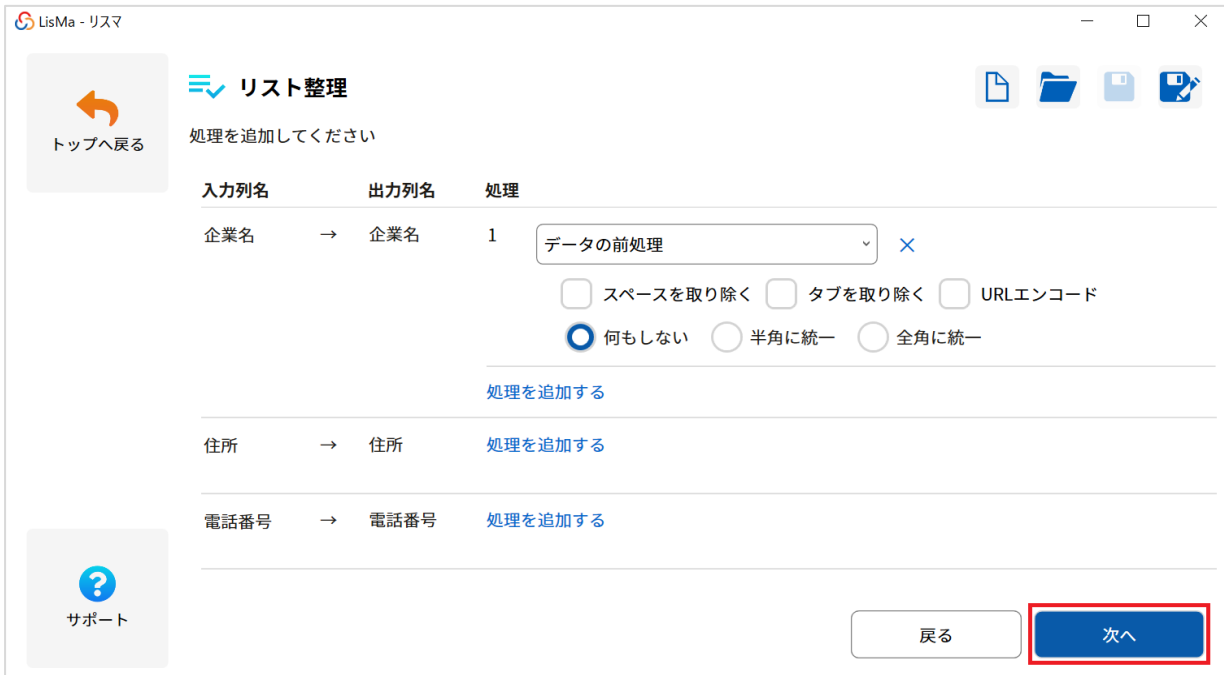 LisMa - リスマ
トップへ戻る
リスト整理
処理を追加してください
入力列名 出力列名 処理
企業名 → 企業名 1 データの前処理
スペースを取り除く タブを取り除く URLエンコード
何もしない 半角に統一 全角に統一
処理を追加する
住所 → 住所 処理を追加する
電話番号 → 電話番号 処理を追加する
サポート
戻る 次へ